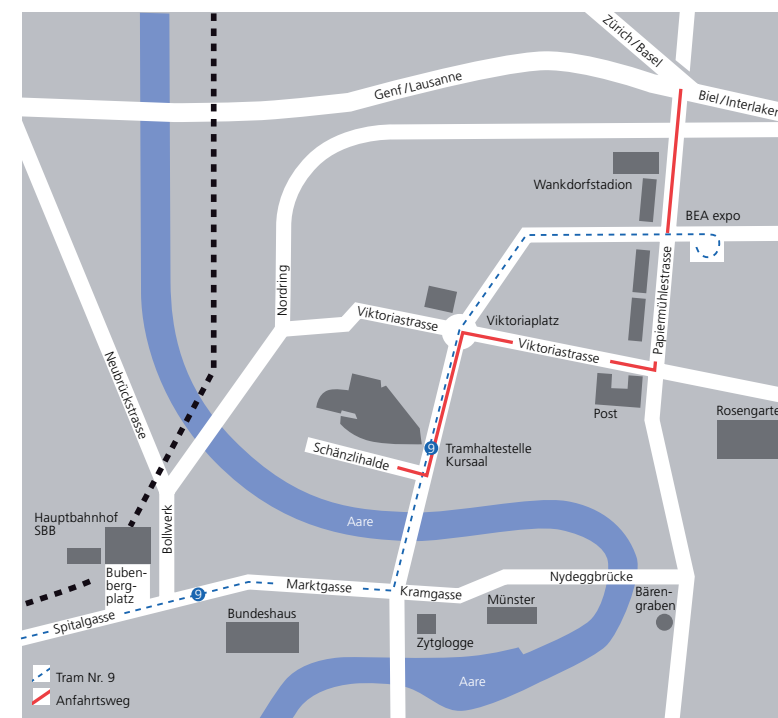 Zürich/Basel
Genf/Lausanne
Biel/Interlaken
Wankdorfstadion
BEA expo
Nordring
Papiermühlestrasse
Viktoriastrasse
Viktoriaplatz
Viktoriastrasse
Neubrückstrasse
Post
Rosengarte
9
Tramhaltestelle
Kursaal
Schänzlihalde
Hauptbahnhof
SBB
Bollwerk
Aare
Buben-
berg-
platz
9
Marktgasse
Kramgasse
Nydeggbrücke
Bären-
graben
Münster
Spitalgasse
Bundeshaus
Zytglogge
Aare
Tram Nr. 9
Anfahrtsweg